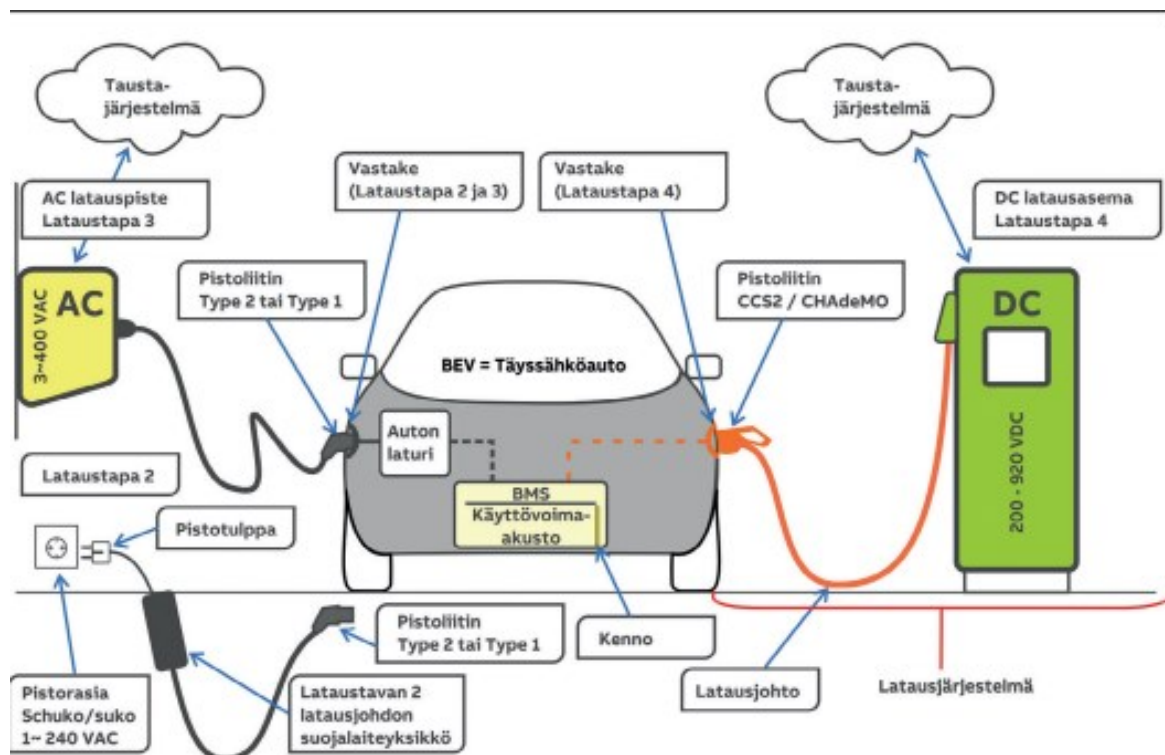 Tausta-
järjestelmä
Tausta-
järjestelmä
AC latauspiste
Lataustapa 3
Vastake
(Lataustapa 2 ja 3)
Vastake
(Lataustapa 4)
DC latausasema
Lataustapa 4
AC
3~400 VAC
Pistoliitin
Type 2 tai Type 1
Pistoliitin
CCS2 / CHAdeMO
DC
200 - 920 VDC
BEV = Täyssähköauto
Auton
laturi
BMS
Käyttövoima-
akusto
Lataustapa 2
Pistotulppa
Pistoliitin
Type 2 tai Type 1
Kenno
Pistorasia
Schuko/suko
1~ 240 VAC
Lataustavan 2
latausjohdon
suojalaiteyksikkö
Latausjohto
Latausjärjestelmä